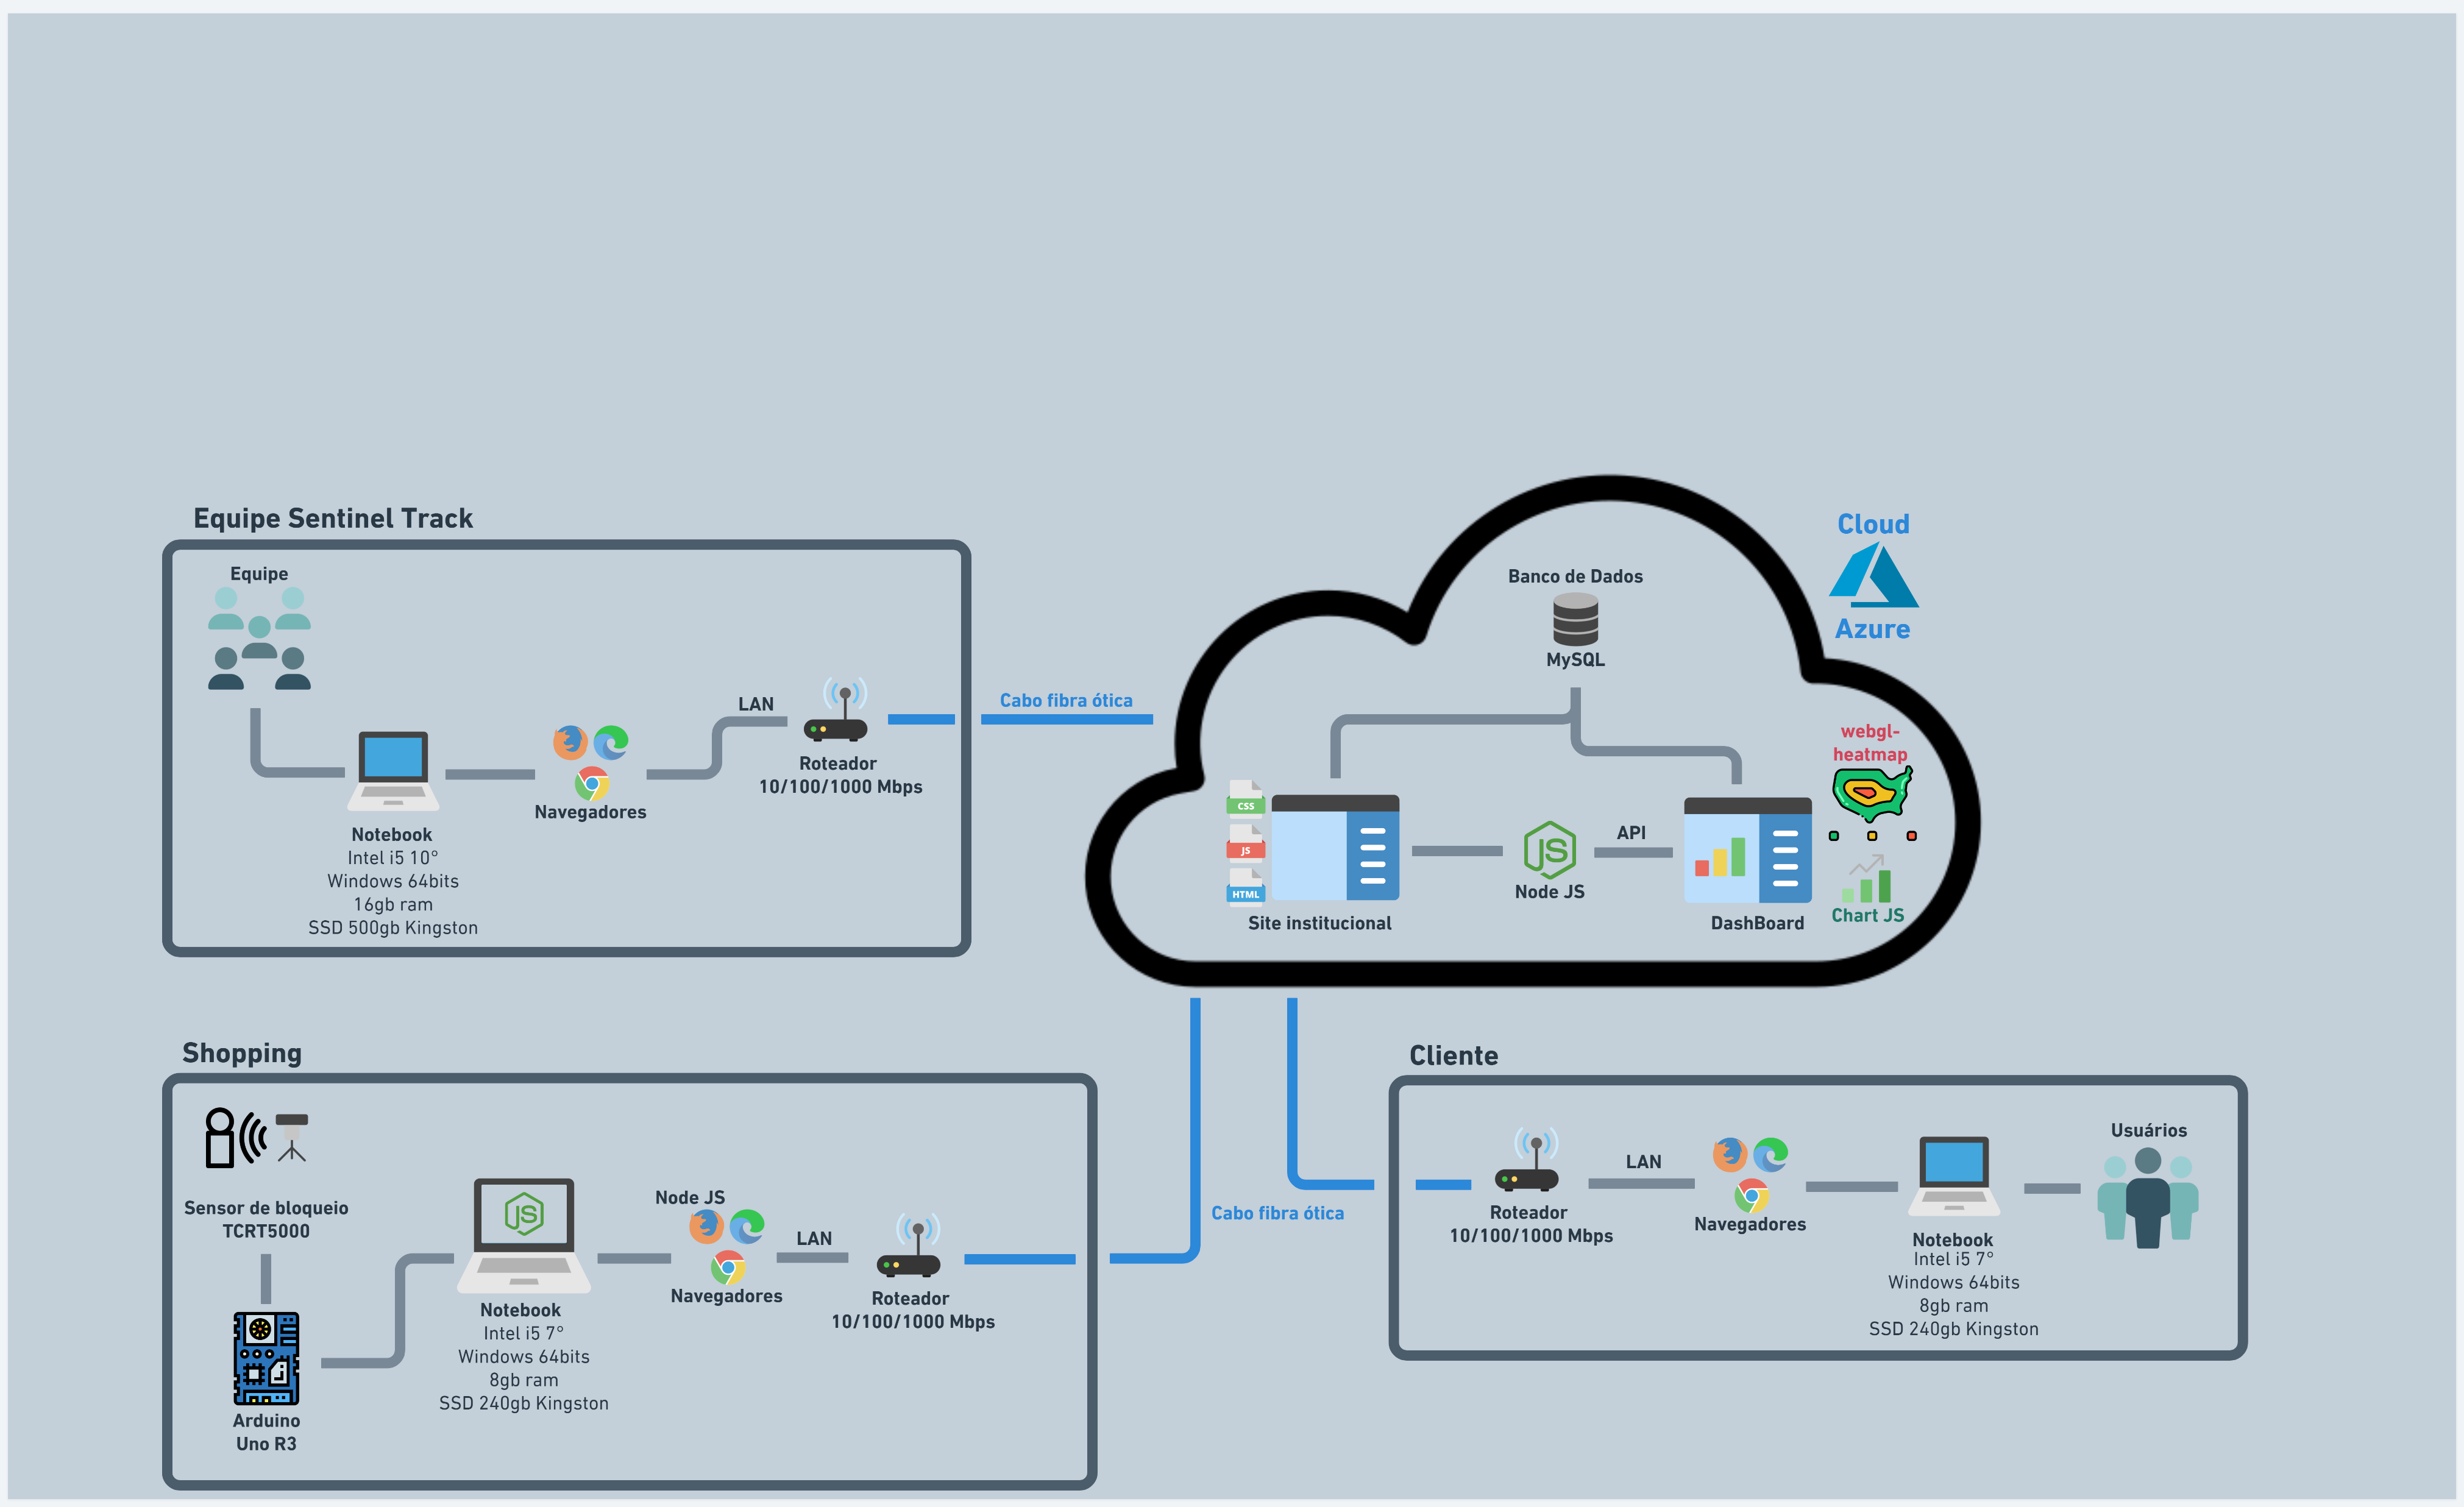 Equipe Sentinel Track
Equipe
Notebook
Intel i5 10°
Windows 64bits
16gb ram
SSD 500gb Kingston
Navegadores
LAN
Roteador
10/100/1000 Mbps
Cabo fibra ótica
Cloud
Azure
Banco de Dados
MySQL
CSS
JS
HTML
Site institucional
JS
Node JS
API
DashBoard
webgl-
heatmap
Chart JS
Shopping
Sensor de bloqueio
TCRT5000
Arduino
Uno R3
JS
Notebook
Intel i5 7°
Windows 64bits
8gb ram
SSD 240gb Kingston
Node JS
Navegadores
LAN
Roteador
10/100/1000 Mbps
Cabo fibra ótica
Cliente
Roteador
10/100/1000 Mbps
LAN
Navegadores
Notebook
Intel i5 7°
Windows 64bits
8gb ram
SSD 240gb Kingston
Usuários